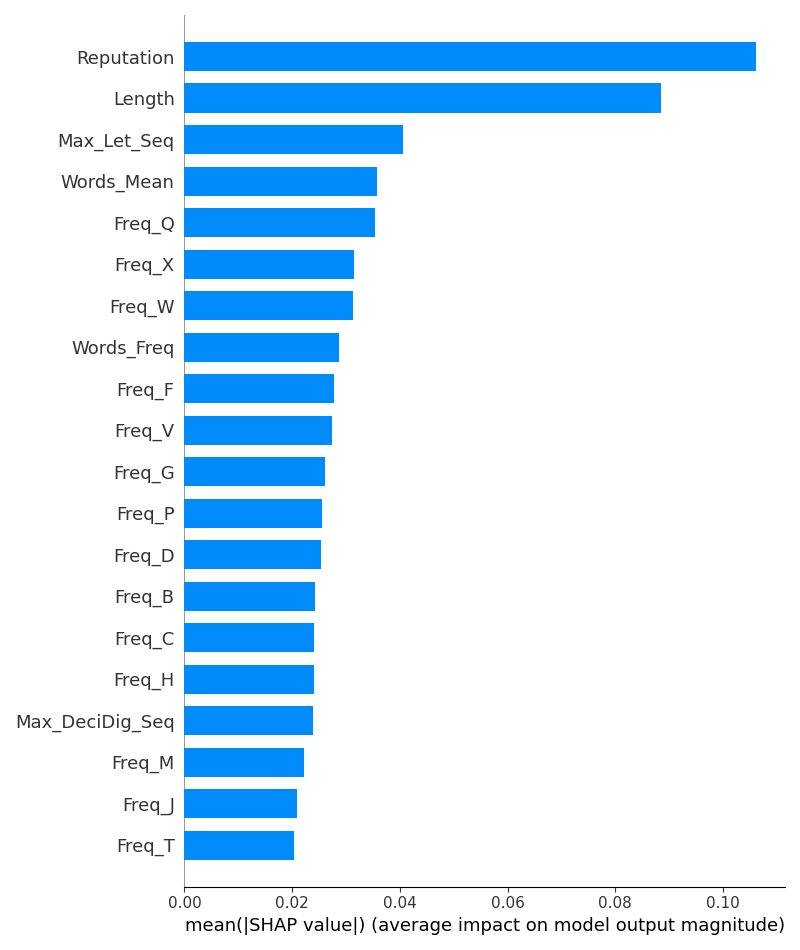 Reputation
Length
Max_Let_Seq
Words_Mean
Freq_Q
Freq_X
Freq_W
Words_Freq
Freq_F
Freq_V
Freq_G
Freq_P
Freq_D
Freq_B
Freq_C
Freq_H
Max_DeciDig_Seq
Freq_M
Freq_J
Freq_T
0.00 0.02 0.04 0.06 0.08 0.10
mean(|SHAP value|) (average impact on model output magnitude)